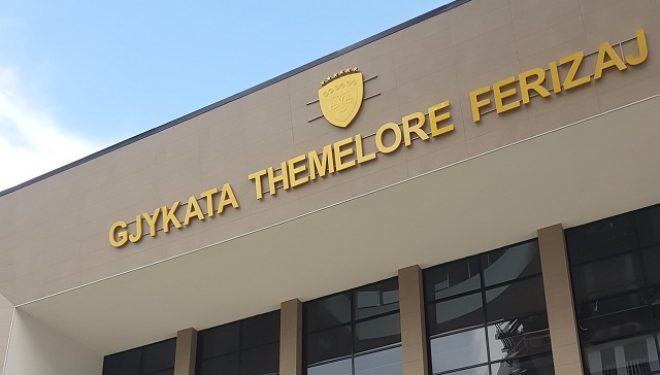 GJYKATA THEMELORE FERIZAJ